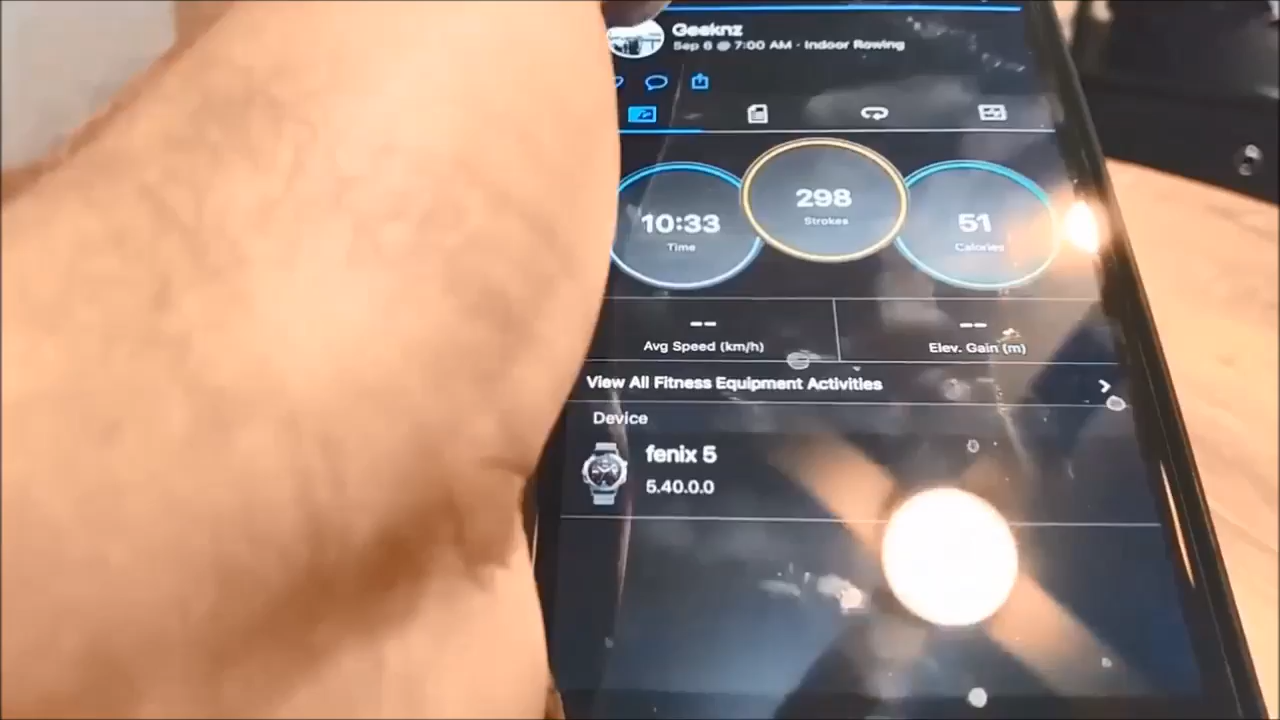 Geeknz
Sep 6 @ 7:00 AM · Indoor Rowing
10:33
Time
298
Strokes
51
Calories
--
Avg Speed (km/h)
--
Elev. Gain (m)
View All Fitness Equipment Activities
Device
fenix 5
5.40.0.0